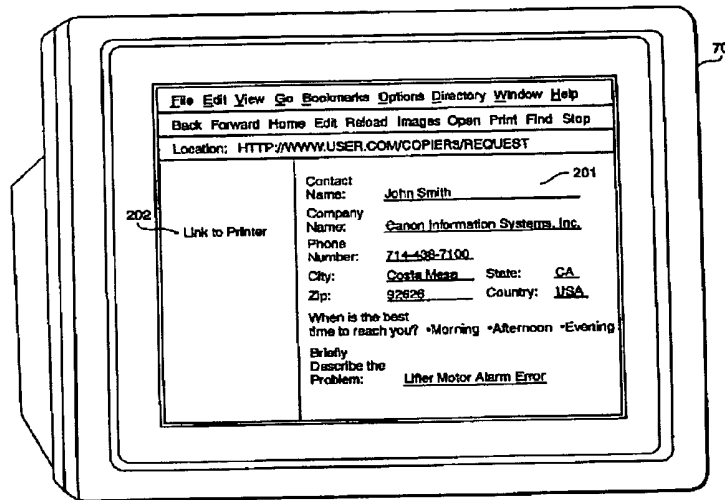 70
File Edit View Go Bookmarks Options Directory Window Help
Back Forward Home Edit Reload Images Open Print Find Stop
Location: HTTP://WWW.USER.COM/COPIERS/REQUEST
201
202
Link to Printer
Contact
Name: John Smith
Company
Name: Canon Information Systems, Inc.
Phone
Number: 714-438-7100
City: Costa Mesa State: CA
Zip: 92626 Country: USA
When is the best
time to reach you? •Morning •Afternoon •Evening
Briefly
Describe the
Problem: Lifter Motor Alarm Error